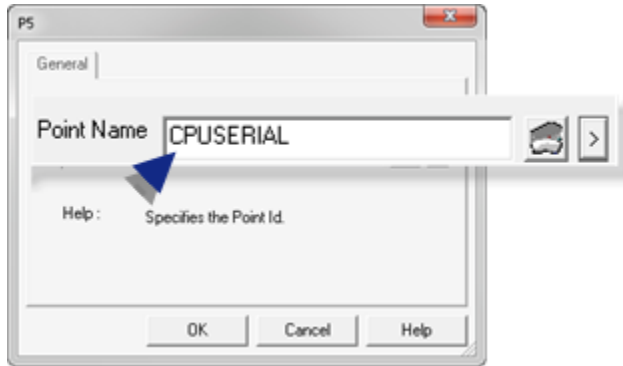 P5
General
Point Name CPUSERIAL >
Help : Specifies the Point Id.
OK Cancel Help